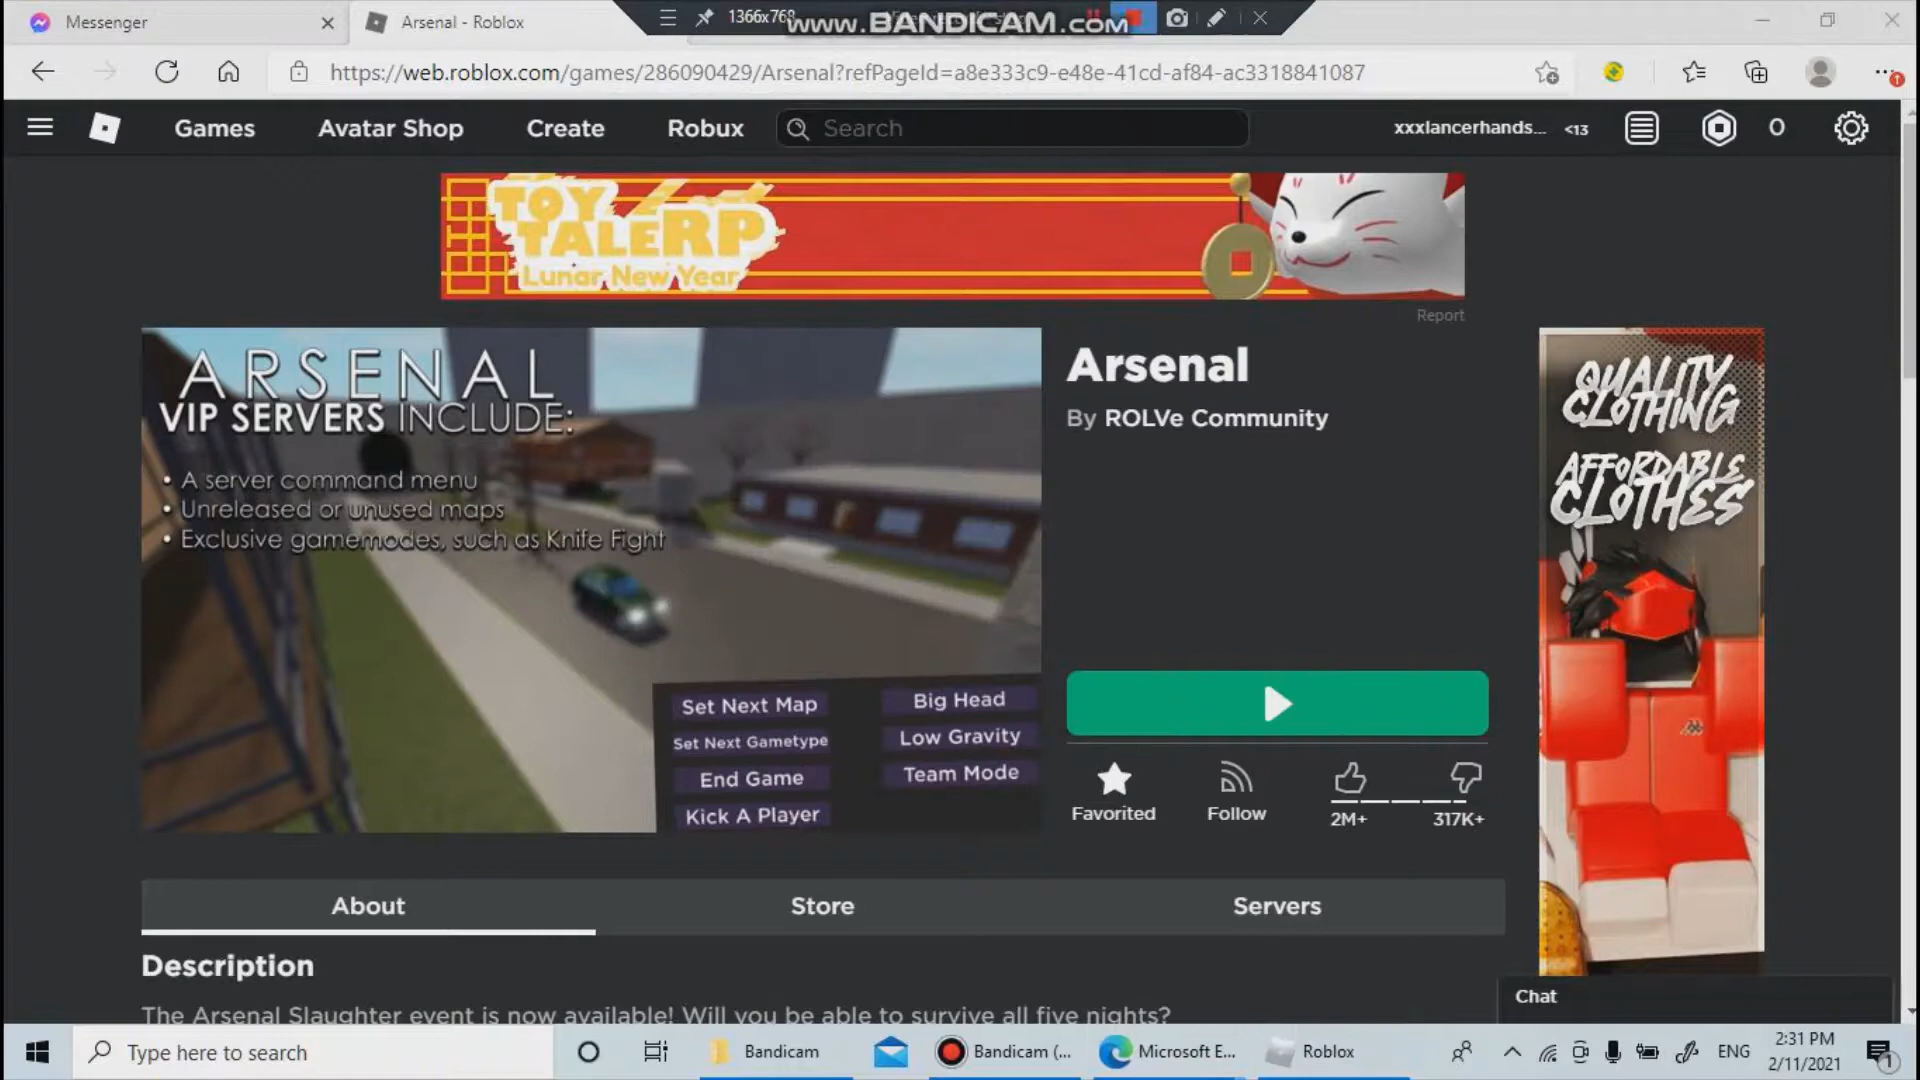 Messenger
Arsenal - Roblox
1366x768
www.BANDICAM.com
https://web.roblox.com/games/286090429/Arsenal?refPageId=a8e333c9-e48e-41cd-af84-ac3318841087
Games
Avatar Shop
Create
Robux
Search
xxxlancerhands...
<13
0
TOY
TALERP
Lunar New Year
Report
ARSENAL
VIP SERVERS INCLUDE:
• A server command menu
• Unreleased or unused maps
• Exclusive gamemodes, such as Knife Fight
Set Next Map
Big Head
Set Next Gametype
Low Gravity
End Game
Team Mode
Kick A Player
Arsenal
By ROLVe Community
Favorited
Follow
2M+
317K+
QUALITY
CLOTHING
AFFORDABLE
CLOTHES
About
Store
Servers
Description
The Arsenal Slaughter event is now available! Will you be able to survive all five nights?
Chat
Type here to search
Bandicam
Bandicam (...
Microsoft E...
Roblox
ENG
2:31 PM
2/11/2021
1